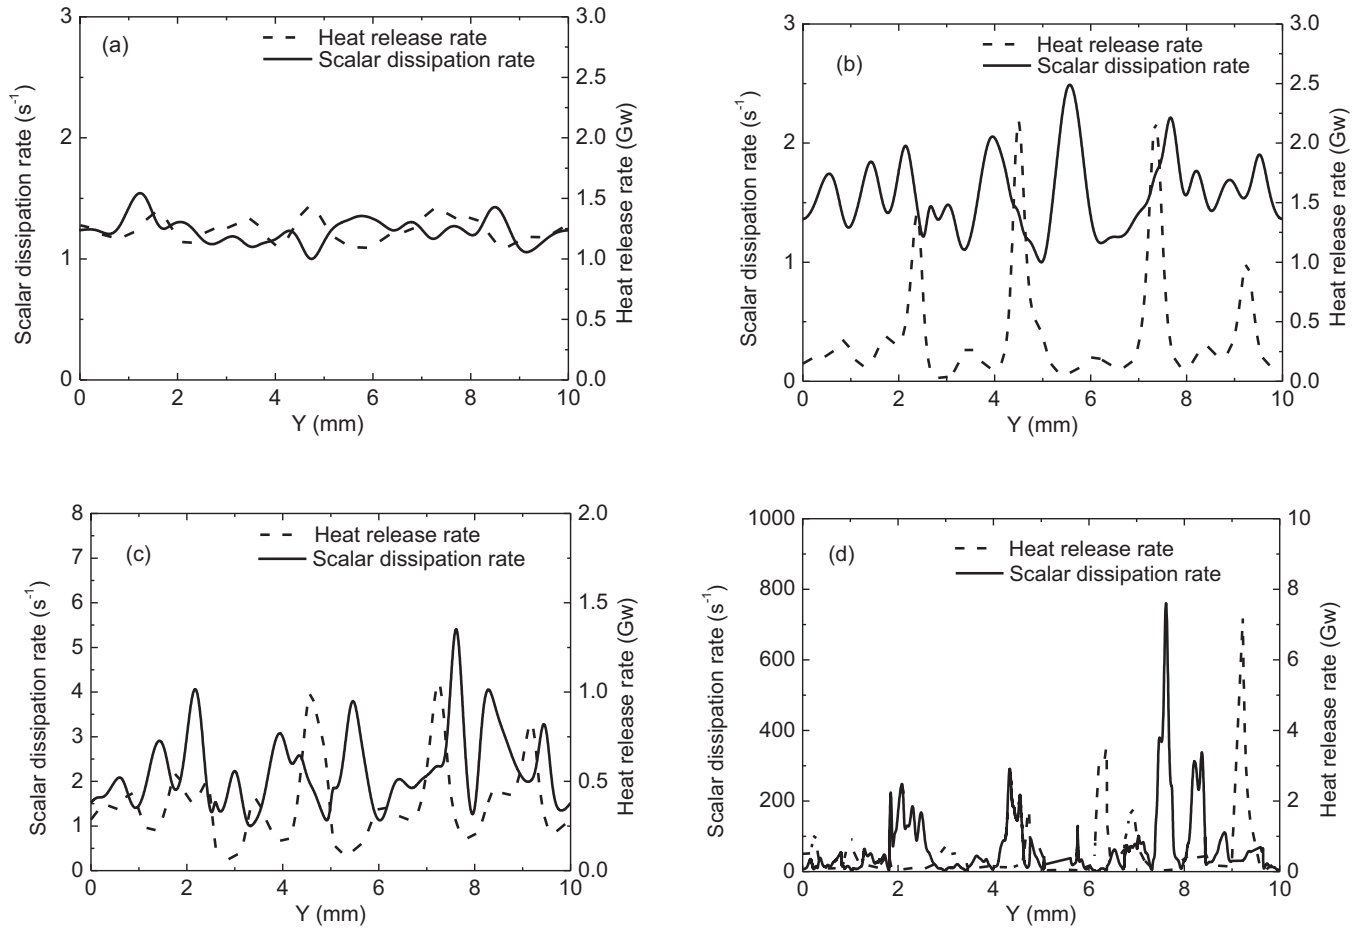 (a)
Heat release rate
Scalar dissipation rate
3
2
1
0
3.0
2.5
2.0
1.5
1.0
0.5
0.0
0 2 4 6 8 10
Y (mm)
Scalar dissipation rate (s⁻¹)
Heat release rate (Gw)
(b)
Heat release rate
Scalar dissipation rate
3
2
1
0
3.0
2.5
2.0
1.5
1.0
0.5
0.0
0 2 4 6 8 10
Y (mm)
Scalar dissipation rate (s⁻¹)
Heat release rate (Gw)
(c)
Heat release rate
Scalar dissipation rate
8
7
6
5
4
3
2
1
0
2.0
1.5
1.0
0.5
0.0
0 2 4 6 8 10
Y (mm)
Scalar dissipation rate (s⁻¹)
Heat release rate (Gw)
(d)
Heat release rate
Scalar dissipation rate
1000
800
600
400
200
0
10
8
6
4
2
0
0 2 4 6 8 10
Y (mm)
Scalar dissipation rate (s⁻¹)
Heat release rate (Gw)